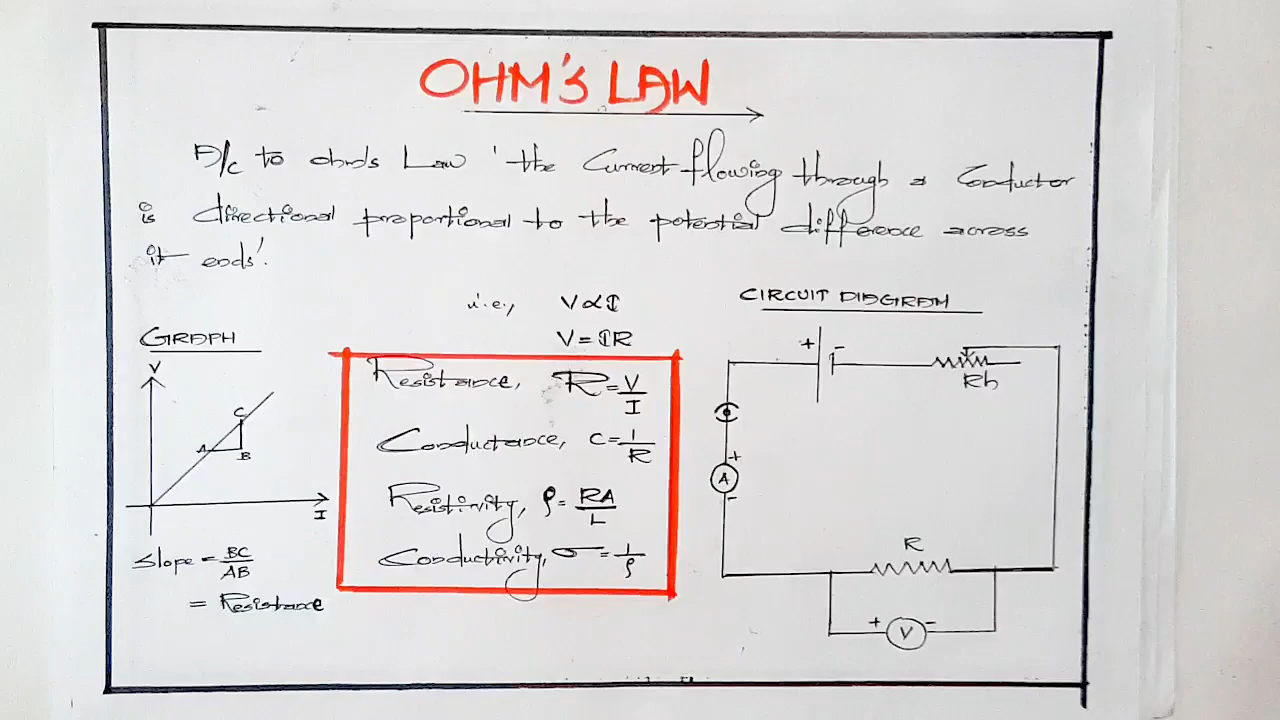 OHM'S LAW
A/c to ohm's Law 'the Current flowing through a Conductor
is directional proportional to the potential difference across
it ends'.
i.e., V ∝ I
V = IR
GRAPH
V
C
A
B
I
Slope = BC/AB
= Resistance
Resistance, R = V/I
Conductance, C = 1/R
Resistivity, ρ = RA/L
Conductivity, σ = 1/ρ
CIRCUIT DIAGRAM
+ -
Rh
+
A
-
R
+ V -